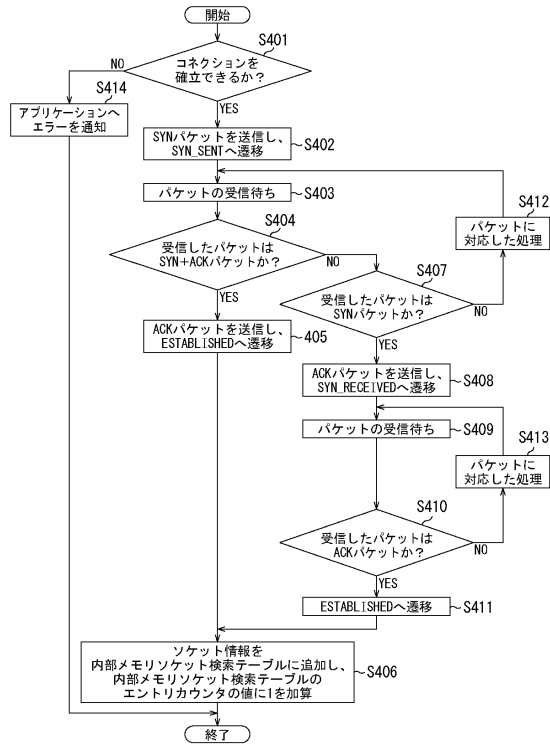 開始
S401
コネクションを
確立できるか？
NO
YES
S414
アプリケーションへ
エラーを通知
SYNパケットを送信し、
SYN_SENTへ遷移
S402
パケットの受信待ち
S403
S412
パケットに
対応した処理
S404
受信したパケットは
SYN＋ACKパケットか？
NO
YES
S407
受信したパケットは
SYNパケットか？
NO
YES
ACKパケットを送信し、
ESTABLISHEDへ遷移
405
ACKパケットを送信し、
SYN_RECEIVEDへ遷移
S408
パケットの受信待ち
S409
S413
パケットに
対応した処理
S410
受信したパケットは
ACKパケットか？
NO
YES
ESTABLISHEDへ遷移
S411
ソケット情報を
内部メモリソケット検索テーブルに追加し、
内部メモリソケット検索テーブルの
エントリカウンタの値に1を加算
S406
終了